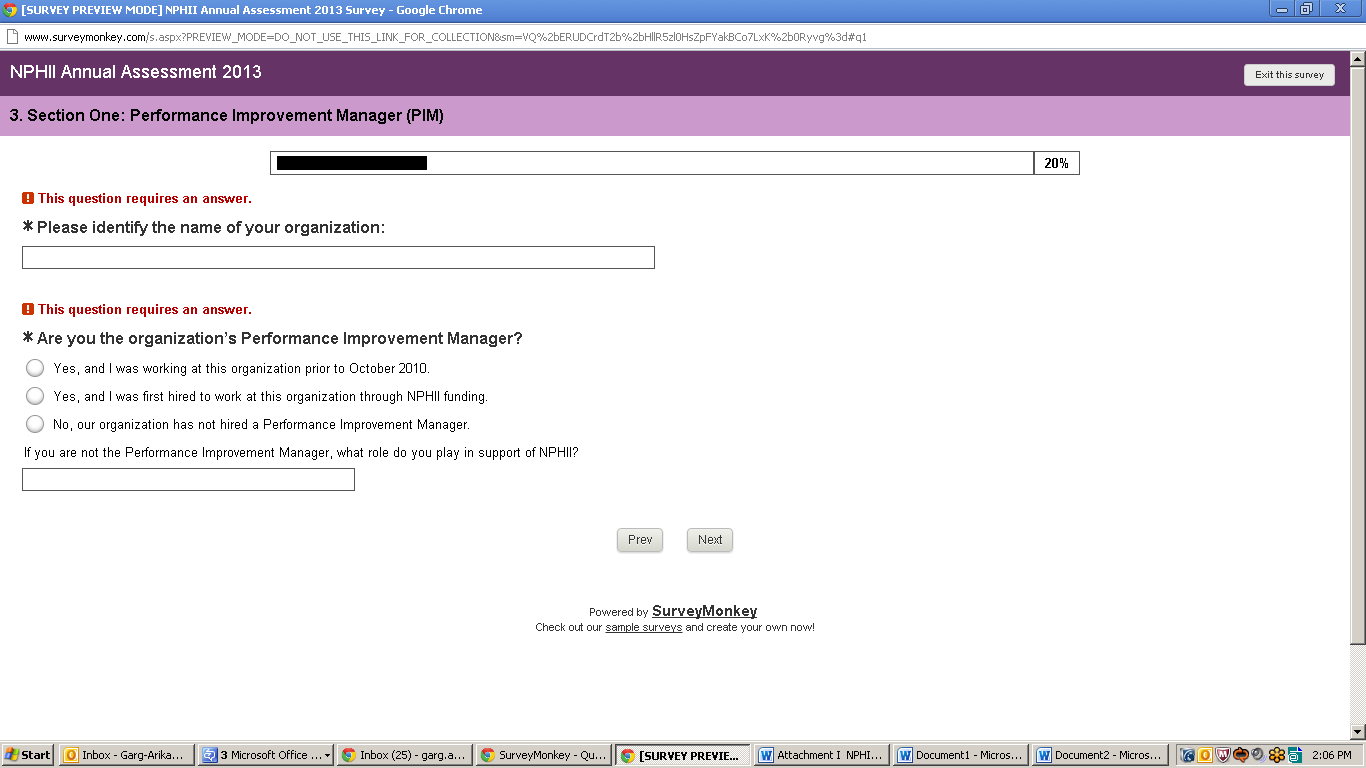 [SURVEY PREVIEW MODE] NPHII Annual Assessment 2013 Survey - Google Chrome
www.surveymonkey.com/s.aspx?PREVIEW_MODE=DO_NOT_USE_THIS_LINK_FOR_COLLECTION&sm=VQ%2bERUDCrdT2b%2bHllR5zl0HsZpFYakBCo7LxK%2b0Ryvg%3d#q1
NPHII Annual Assessment 2013
Exit this survey
3. Section One: Performance Improvement Manager (PIM)
20%
This question requires an answer.
* Please identify the name of your organization:
This question requires an answer.
* Are you the organization's Performance Improvement Manager?
Yes, and I was working at this organization prior to October 2010.
Yes, and I was first hired to work at this organization through NPHII funding.
No, our organization has not hired a Performance Improvement Manager.
If you are not the Performance Improvement Manager, what role do you play in support of NPHII?
Prev Next
Powered by SurveyMonkey
Check out our sample surveys and create your own now!
Start Inbox - Garg-Arika... 3 Microsoft Office ... Inbox (25) - garg.a... SurveyMonkey - Qu... [SURVEY PREVIE... Attachment I NPHI... Document1 - Micros... Document2 - Micros... 2:06 PM